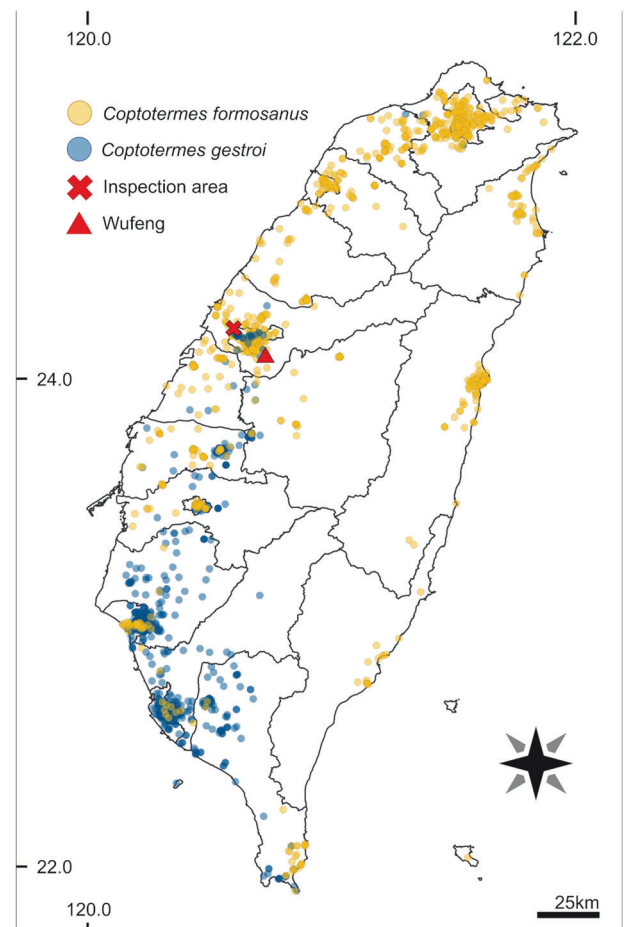 120.0
122.0
Coptotermes formosanus
Coptotermes gestroi
Inspection area
Wufeng
24.0
22.0
120.0
25km